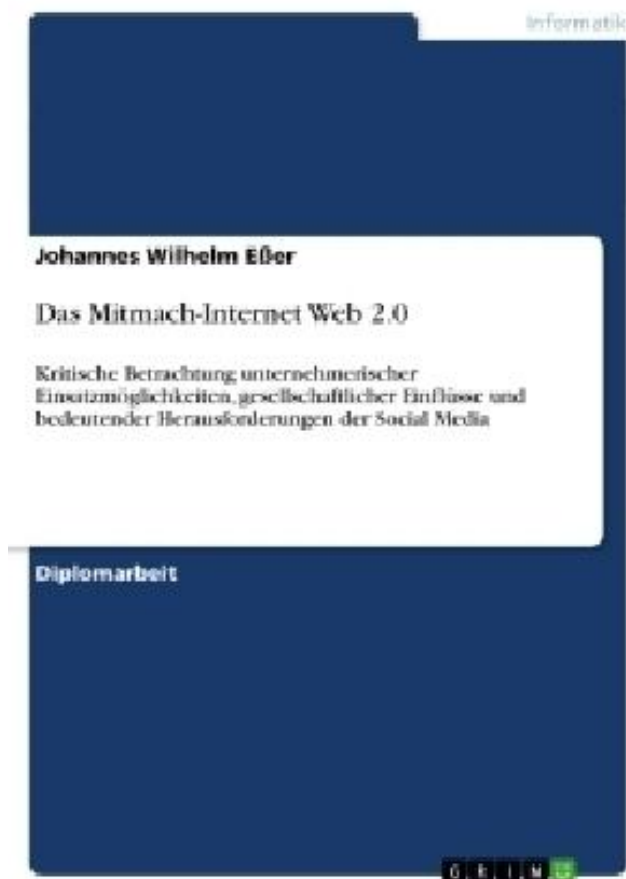 Informatik
Johannes Wilhelm Eßer
Das Mitmach-Internet Web 2.0
Kritische Betrachtung unternehmerischer
Einsatzmöglichkeiten, gesellschaftlicher Einflüsse und
bedeutender Herausforderungen der Social Media
Diplomarbeit
GRIN